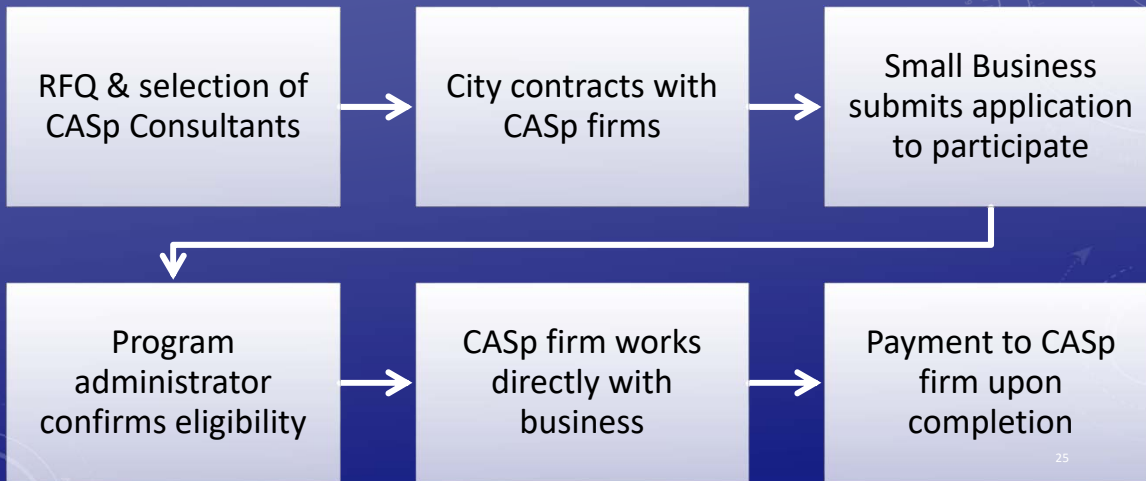 RFQ & selection of
CASp Consultants
City contracts with
CASp firms
Small Business
submits application
to participate
Program
administrator
confirms eligibility
CASp firm works
directly with
business
Payment to CASp
firm upon
completion
25